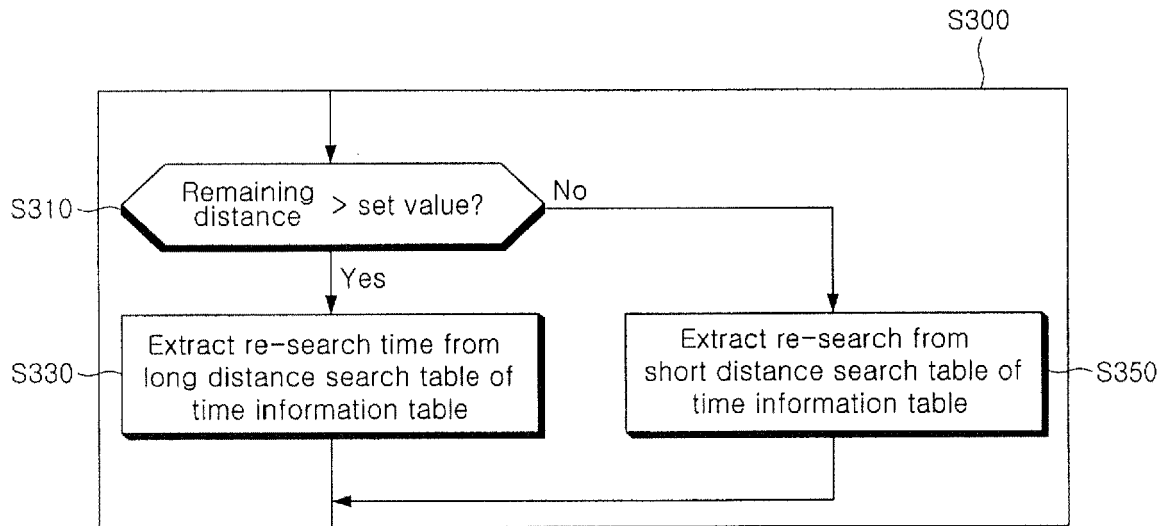 S300
S310
Remaining
distance > set value?
No
Yes
S330
Extract re-search time from
long distance search table of
time information table
Extract re-search from
short distance search table of
time information table
S350